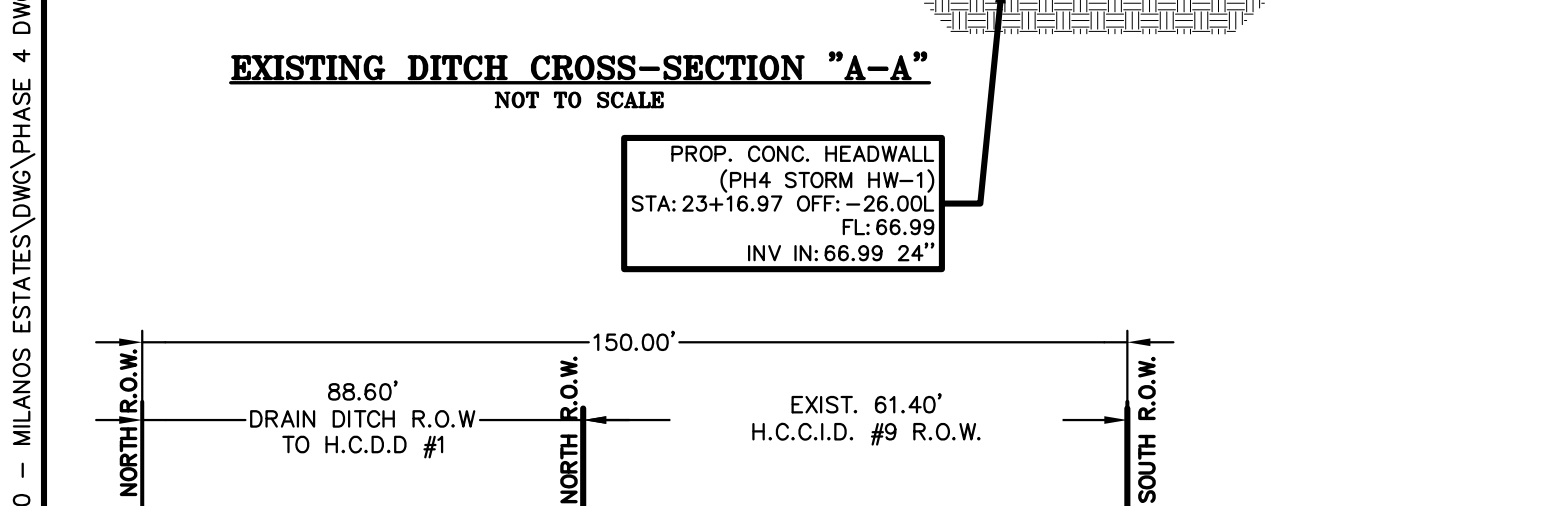 EXISTING DITCH CROSS-SECTION "A-A"
NOT TO SCALE
PROP. CONC. HEADWALL
(PH4 STORM HW-1)
STA:23+16.97 OFF:-26.00L
FL:66.99
INV IN:66.99 24''
150.00'
NORTH R.O.W.
88.60'
DRAIN DITCH R.O.W
TO H.C.D.D #1
NORTH R.O.W.
EXIST. 61.40'
H.C.C.I.D. #9 R.O.W.
SOUTH R.O.W.
- MILANOS ESTATES\DWG\PHASE 4